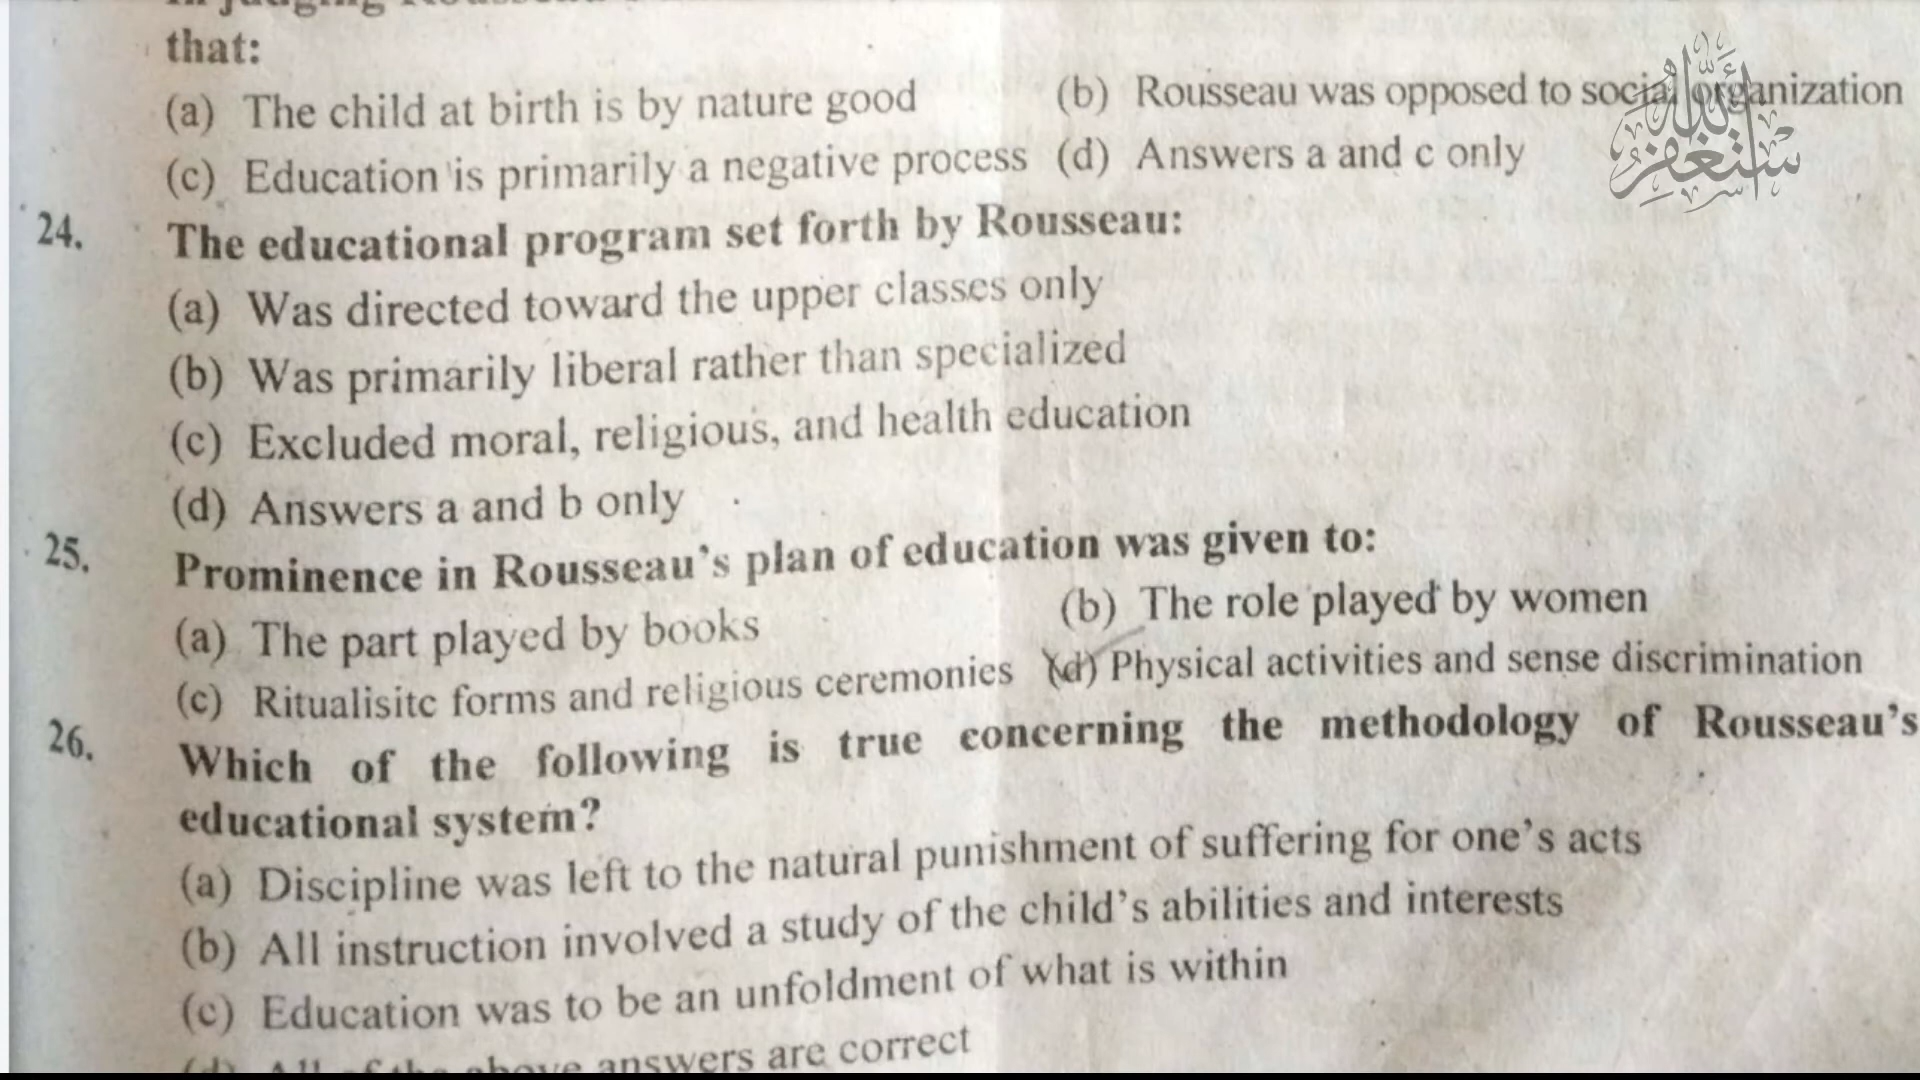 that:
(a) The child at birth is by nature good (b) Rousseau was opposed to social organization
(c) Education is primarily a negative process (d) Answers a and c only
أستغفر الله
24. The educational program set forth by Rousseau:
(a) Was directed toward the upper classes only
(b) Was primarily liberal rather than specialized
(c) Excluded moral, religious, and health education
(d) Answers a and b only
25. Prominence in Rousseau's plan of education was given to:
(a) The part played by books (b) The role played by women
(c) Ritualisitc forms and religious ceremonies (d) Physical activities and sense discrimination
26. Which of the following is true concerning the methodology of Rousseau's
educational system?
(a) Discipline was left to the natural punishment of suffering for one's acts
(b) All instruction involved a study of the child's abilities and interests
(c) Education was to be an unfoldment of what is within
(d) All of the above answers are correct